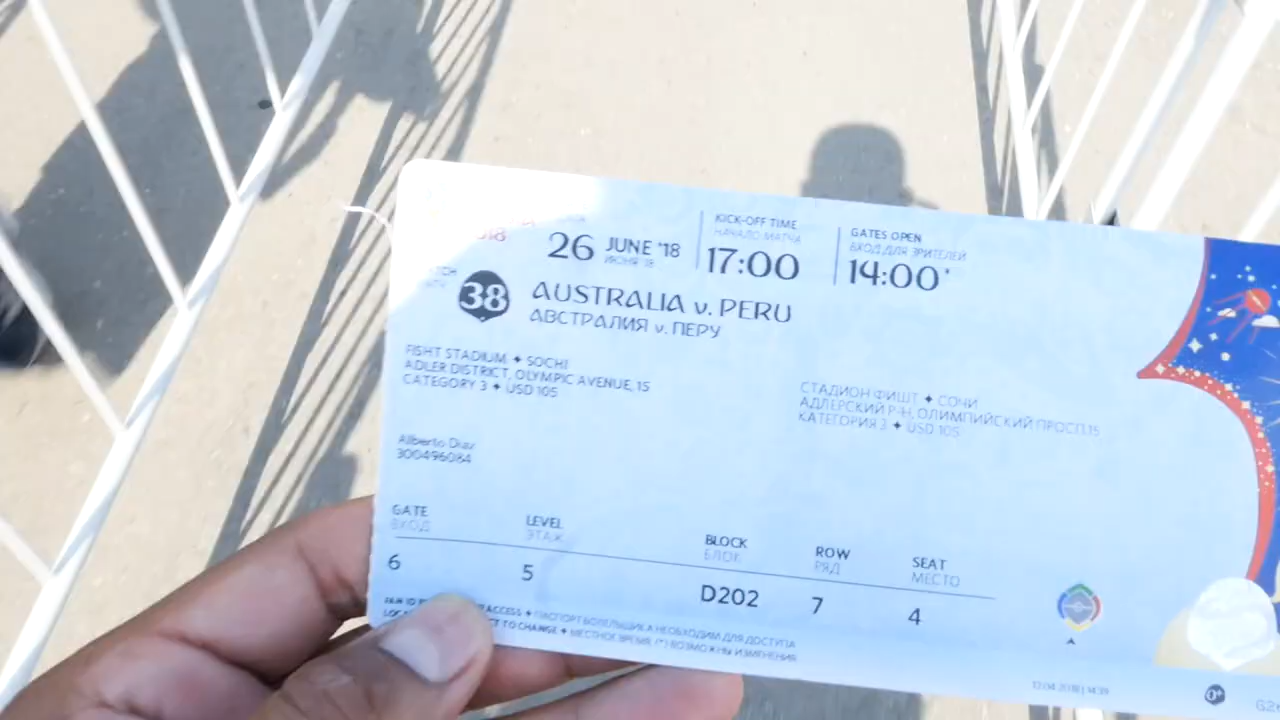 26 JUNE '18
ИЮНЯ '18
KICK-OFF TIME
НАЧАЛО МАТЧА
17:00
GATES OPEN
ВХОД ДЛЯ ЗРИТЕЛЕЙ
14:00*
38
AUSTRALIA v. PERU
АВСТРАЛИЯ v. ПЕРУ
FISHT STADIUM ✦ SOCHI
ADLER DISTRICT, OLYMPIC AVENUE, 15
CATEGORY 3 ✦ USD 105
СТАДИОН ФИШТ ✦ СОЧИ
АДЛЕРСКИЙ Р-Н, ОЛИМПИЙСКИЙ ПРОСП.15
КАТЕГОРИЯ 3 ✦ USD 105
Alberto Diaz
300496084
GATE
ВХОД
6
LEVEL
ЭТАЖ
5
BLOCK
БЛОК
D202
ROW
РЯД
7
SEAT
МЕСТО
4
FAN ID ACCESS ✦ ПАСПОРТ БОЛЕЛЬЩИКА НЕОБХОДИМ ДЛЯ ДОСТУПА
TO CHANGE ✦ МЕСТНОЕ ВРЕМЯ. (*) ВОЗМОЖНЫ ИЗМЕНЕНИЯ
0+